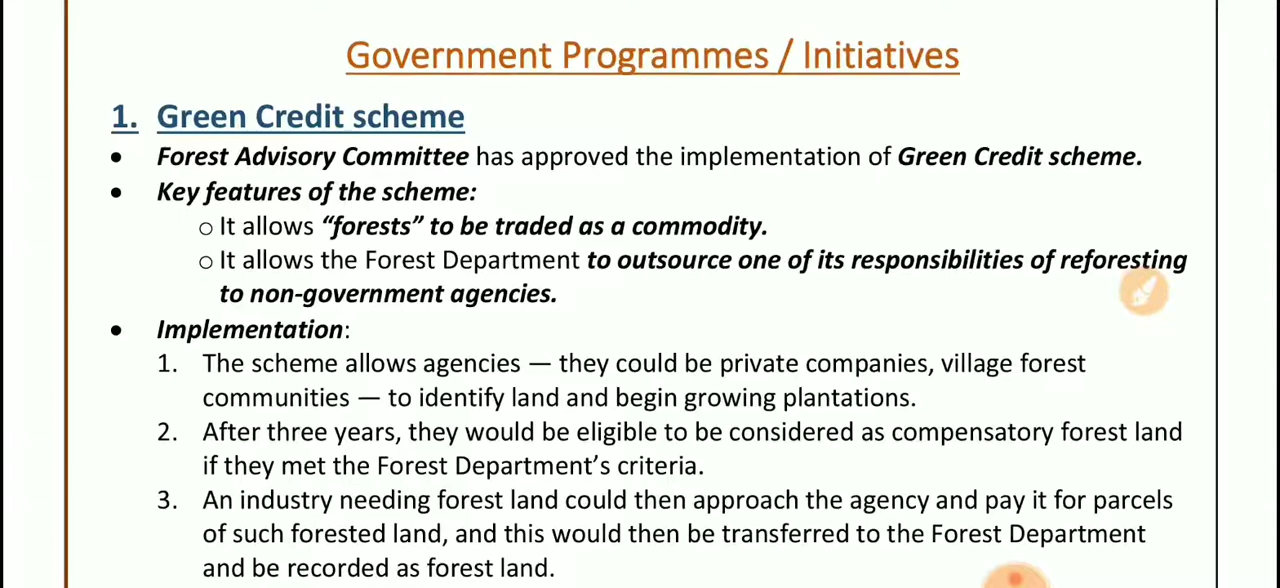 Government Programmes / Initiatives
1. Green Credit scheme
• Forest Advisory Committee has approved the implementation of Green Credit scheme.
• Key features of the scheme:
o It allows “forests” to be traded as a commodity.
o It allows the Forest Department to outsource one of its responsibilities of reforesting
to non-government agencies.
• Implementation:
1. The scheme allows agencies — they could be private companies, village forest
communities — to identify land and begin growing plantations.
2. After three years, they would be eligible to be considered as compensatory forest land
if they met the Forest Department’s criteria.
3. An industry needing forest land could then approach the agency and pay it for parcels
of such forested land, and this would then be transferred to the Forest Department
and be recorded as forest land.